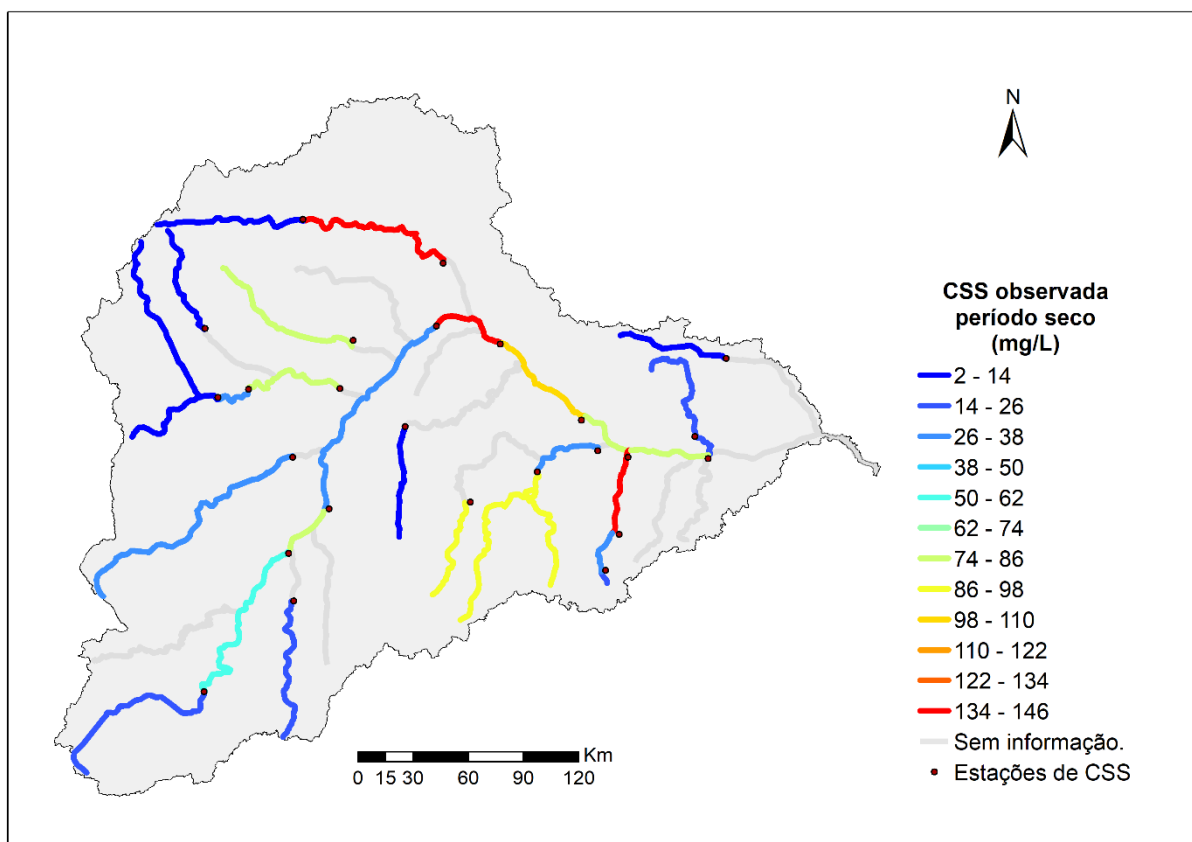 N
CSS observada
período seco
(mg/L)
2 - 14
14 - 26
26 - 38
38 - 50
50 - 62
62 - 74
74 - 86
86 - 98
98 - 110
110 - 122
122 - 134
134 - 146
Sem informação.
Estações de CSS
Km
0 15 30 60 90 120